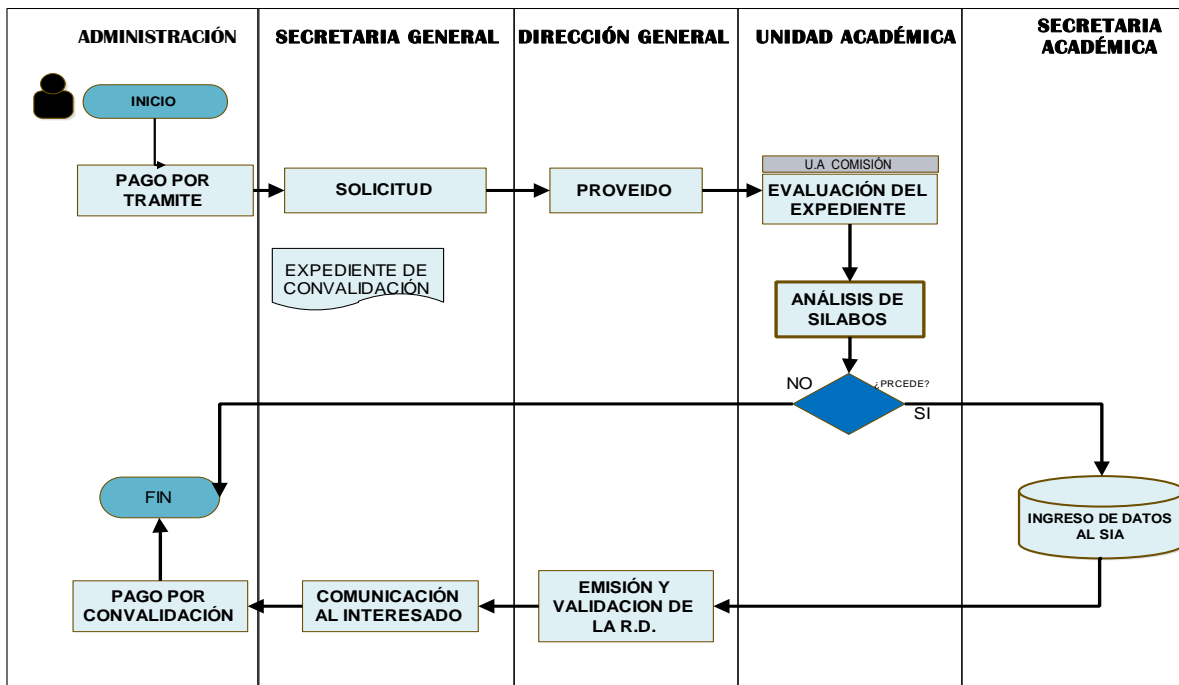 ADMINISTRACIÓN
SECRETARIA GENERAL
DIRECCIÓN GENERAL
UNIDAD ACADÉMICA
SECRETARIA
ACADÉMICA
INICIO
PAGO POR
TRAMITE
SOLICITUD
PROVEIDO
U.A COMISIÓN
EVALUACIÓN DEL
EXPEDIENTE
EXPEDIENTE DE
CONVALIDACIÓN
ANÁLISIS DE
SILABOS
NO
¿PRCEDE?
SI
FIN
INGRESO DE DATOS
AL SIA
PAGO POR
CONVALIDACIÓN
COMUNICACIÓN
AL INTERESADO
EMISIÓN Y
VALIDACION DE
LA R.D.